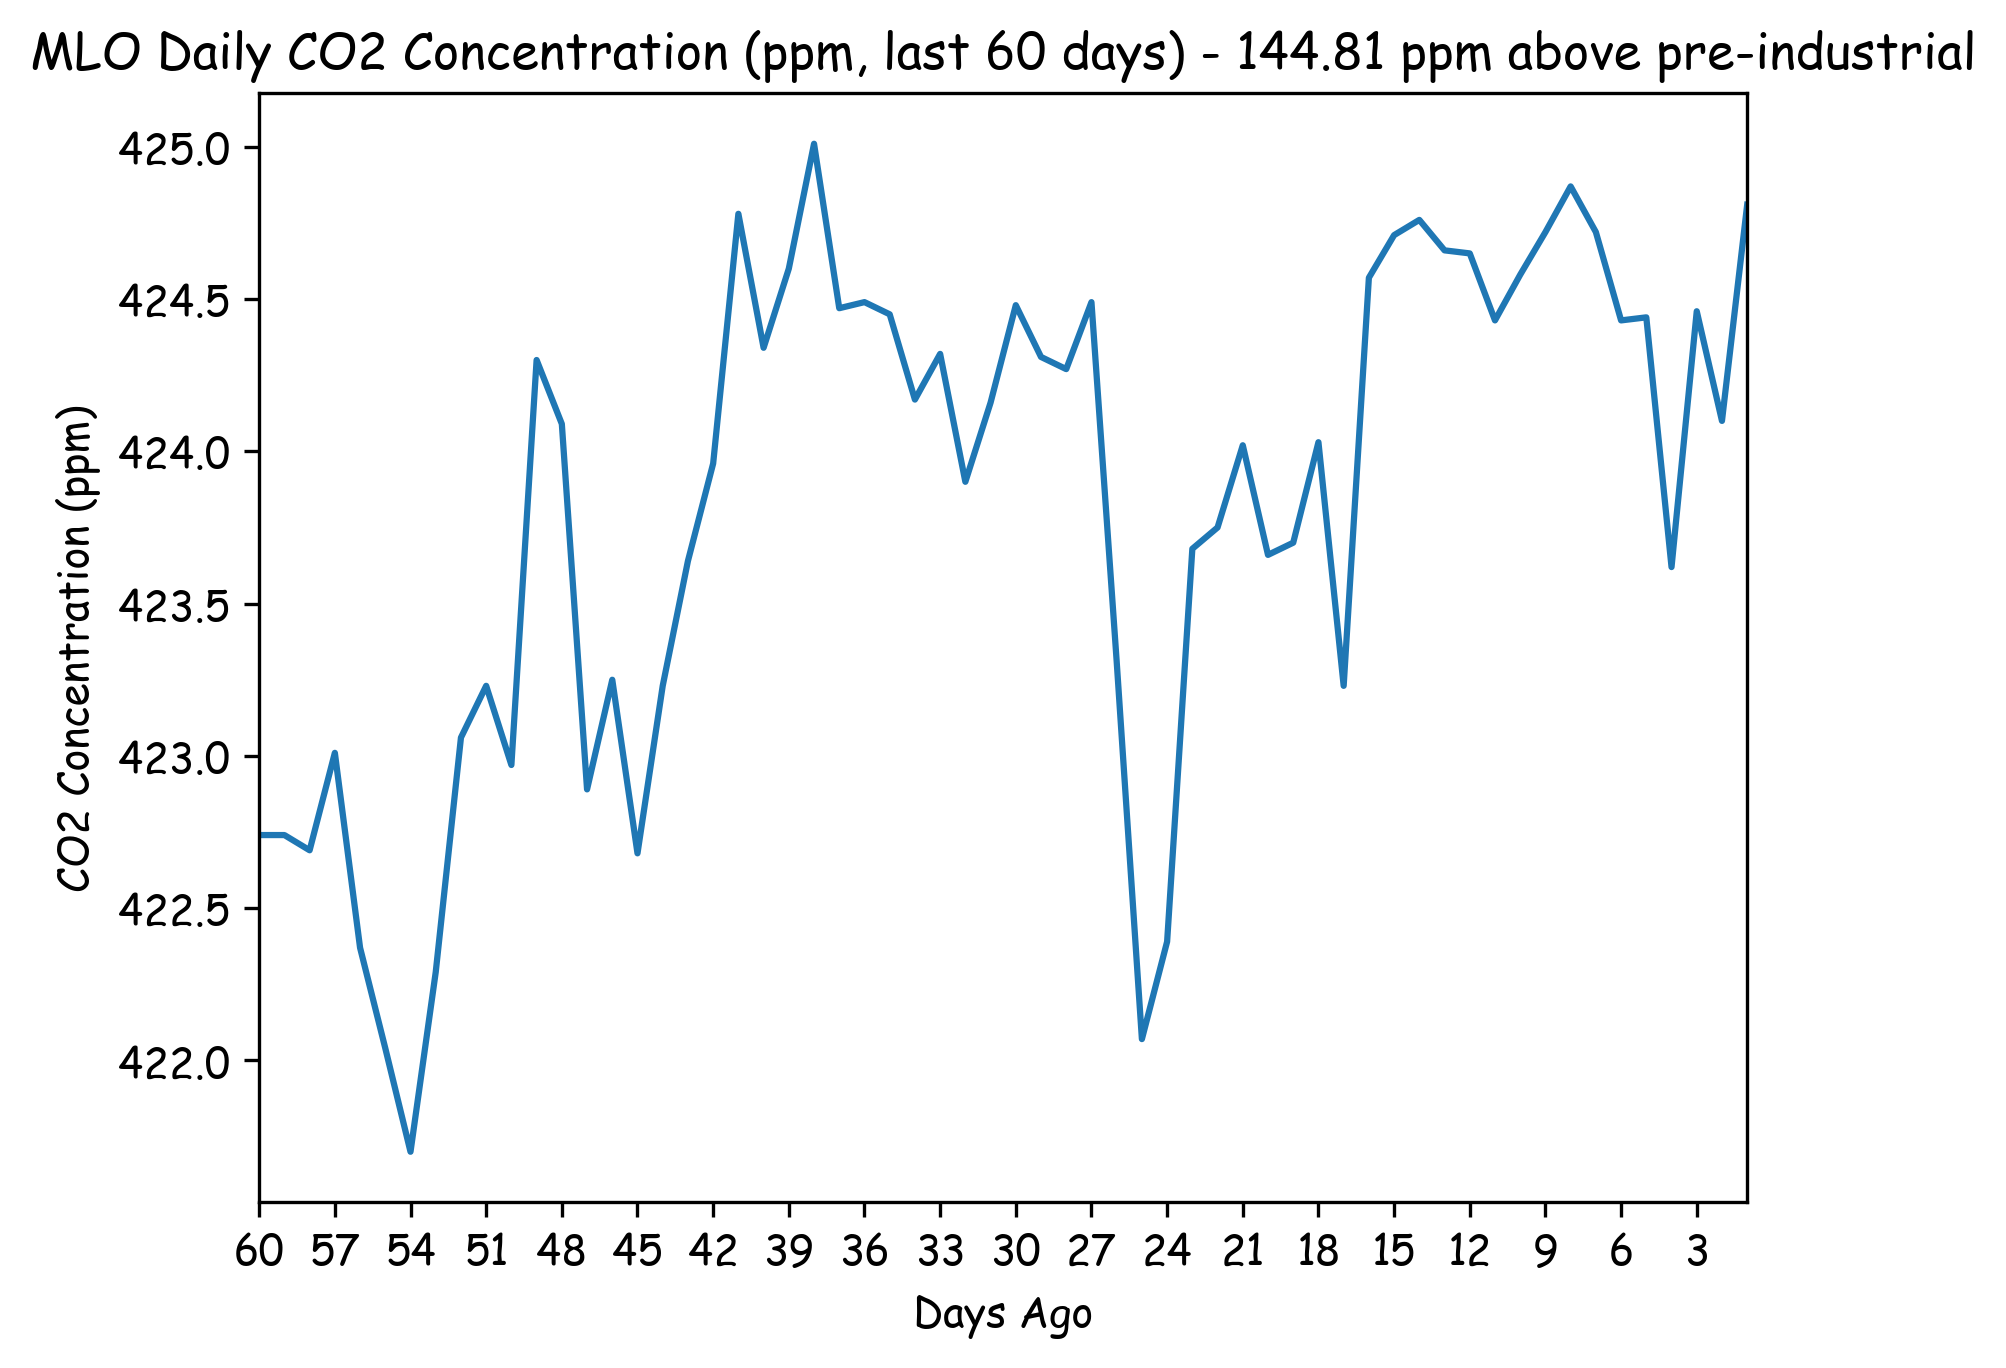 MLO Daily CO2 Concentration (ppm, last 60 days) - 144.81 ppm above pre-industrial
CO2 Concentration (ppm)
425.0
424.5
424.0
423.5
423.0
422.5
422.0
60 57 54 51 48 45 42 39 36 33 30 27 24 21 18 15 12 9 6 3
Days Ago